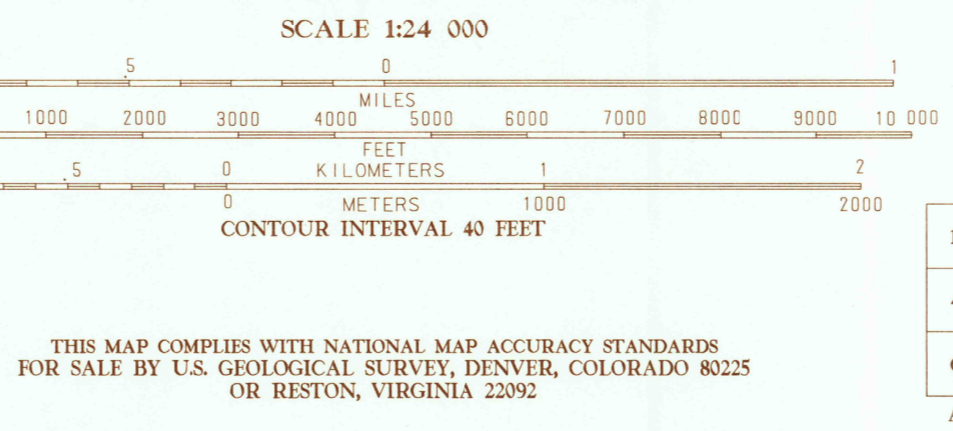 SCALE 1:24 000
.5 0 1
MILES
1000 2000 3000 4000 5000 6000 7000 8000 9000 10 000
FEET
.5 0 KILOMETERS 1 2
0 METERS 1000 2000
CONTOUR INTERVAL 40 FEET
THIS MAP COMPLIES WITH NATIONAL MAP ACCURACY STANDARDS
FOR SALE BY U.S. GEOLOGICAL SURVEY, DENVER, COLORADO 80225
OR RESTON, VIRGINIA 22092